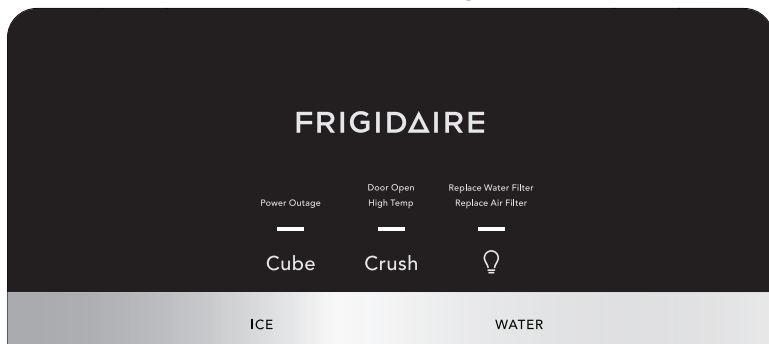 FRIGIDAIRE
Door Open Replace Water Filter
Power Outage High Temp Replace Air Filter
Cube Crush
ICE WATER